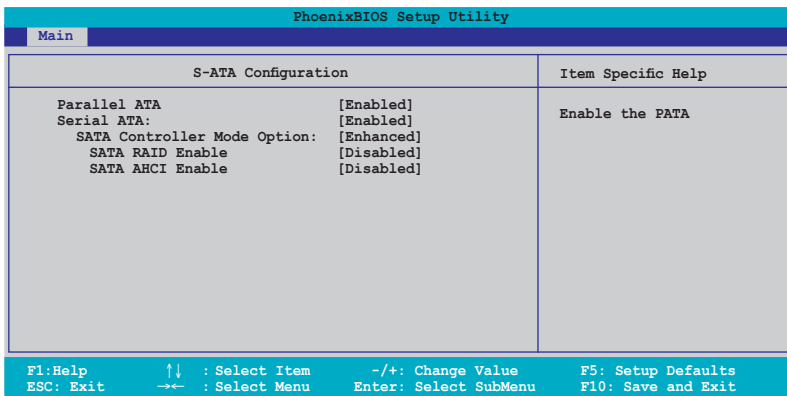 PhoenixBIOS Setup Utility
Main
S-ATA Configuration
Item Specific Help
Parallel ATA [Enabled]
Serial ATA: [Enabled]
SATA Controller Mode Option: [Enhanced]
SATA RAID Enable [Disabled]
SATA AHCI Enable [Disabled]
Enable the PATA
F1:Help ↑↓ : Select Item -/+: Change Value F5: Setup Defaults
ESC: Exit →← : Select Menu Enter: Select SubMenu F10: Save and Exit